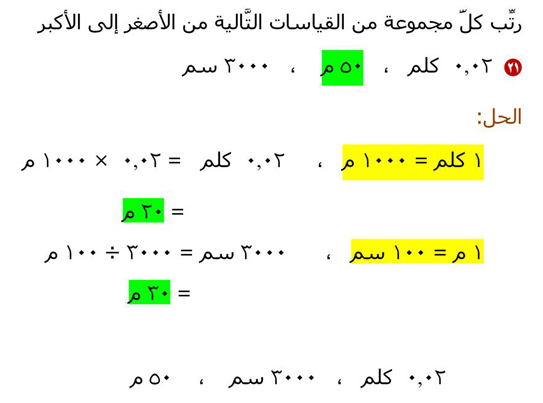 رتِّب كلّ مجموعة من القياسات التَّالية من الأصغر إلى الأكبر
٢١ ٠,٠٢ كلم ، ٥٠ م ، ٣٠٠٠ سم
الحل:
١ كلم = ١٠٠٠ م ، ٠,٠٢ كلم = ٠,٠٢ × ١٠٠٠ م
= ٢٠ م
١ م = ١٠٠ سم ، ٣٠٠٠ سم = ٣٠٠٠ ÷ ١٠٠ م
= ٣٠ م
٠,٠٢ كلم ، ٣٠٠٠ سم ، ٥٠ م